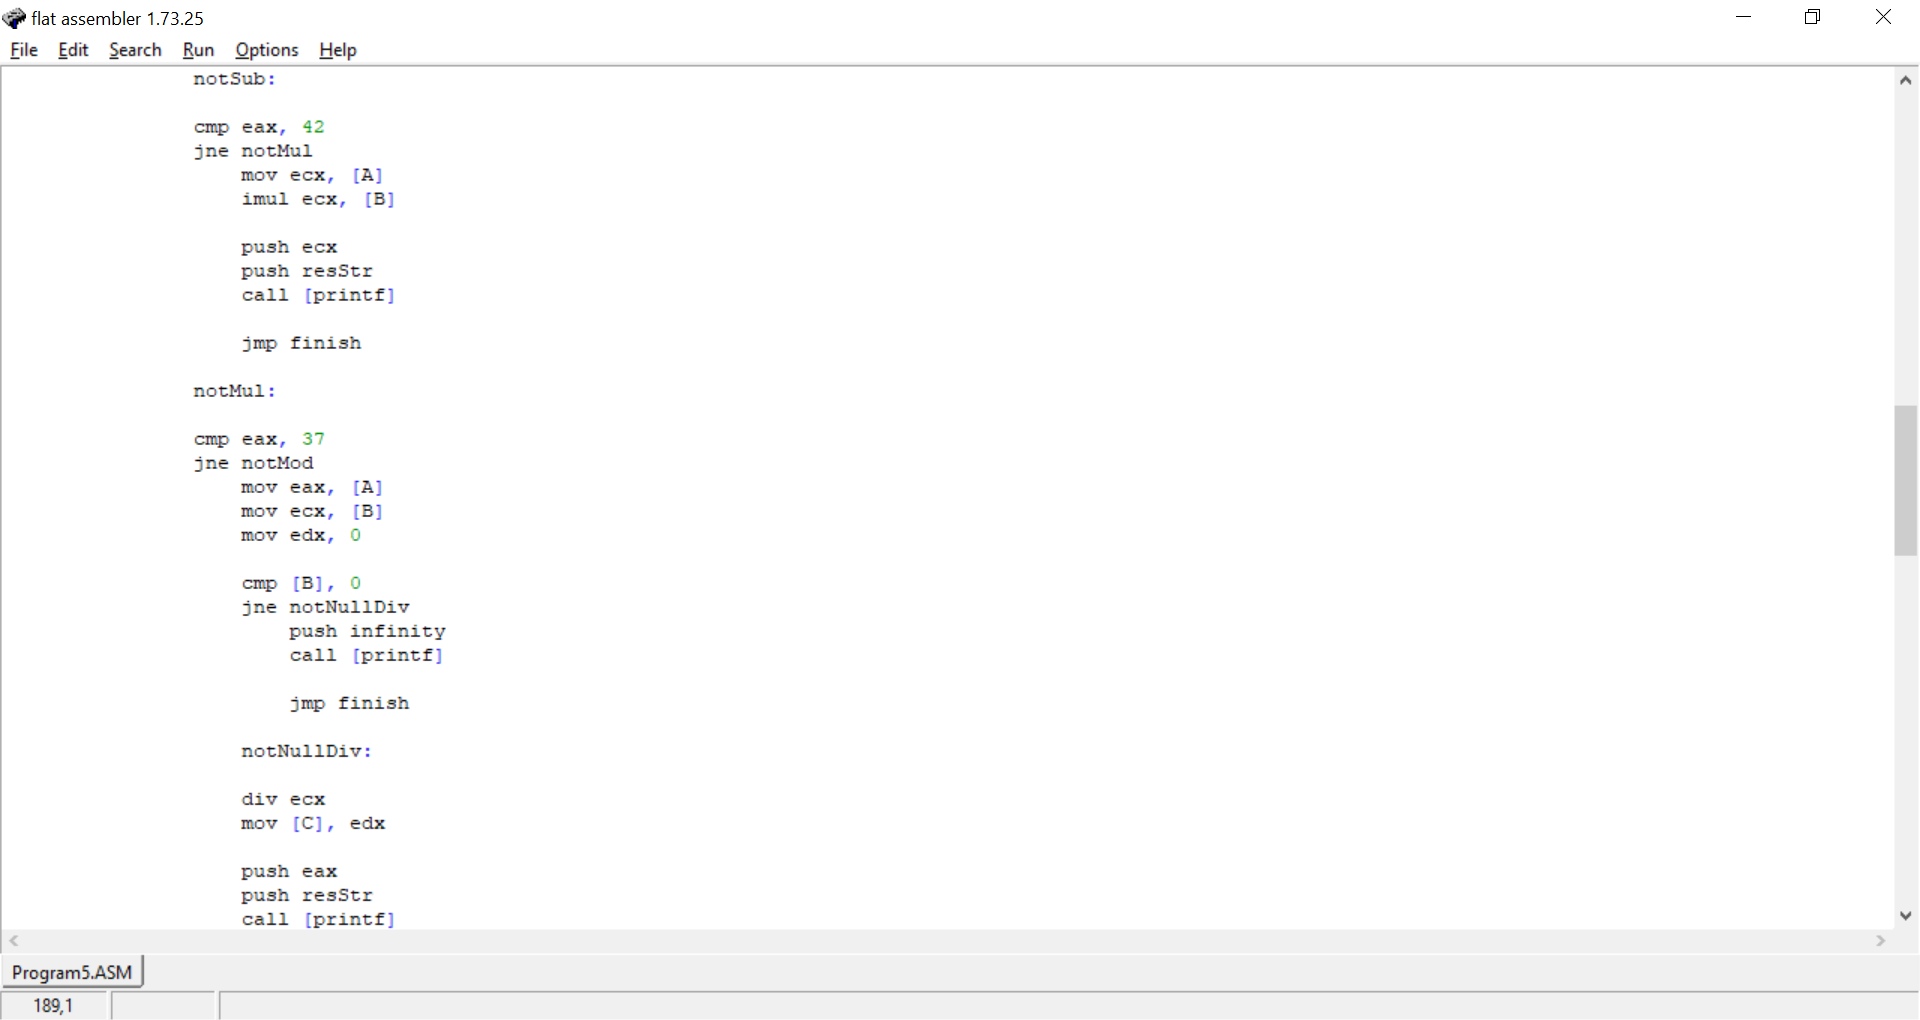 flat assembler 1.73.25
File Edit Search Run Options Help
notSub:
cmp eax, 42
jne notMul
mov ecx, [A]
imul ecx, [B]
push ecx
push resStr
call [printf]
jmp finish
notMul:
cmp eax, 37
jne notMod
mov eax, [A]
mov ecx, [B]
mov edx, 0
cmp [B], 0
jne notNullDiv
push infinity
call [printf]
jmp finish
notNullDiv:
div ecx
mov [C], edx
push eax
push resStr
call [printf]
Program5.ASM
189,1